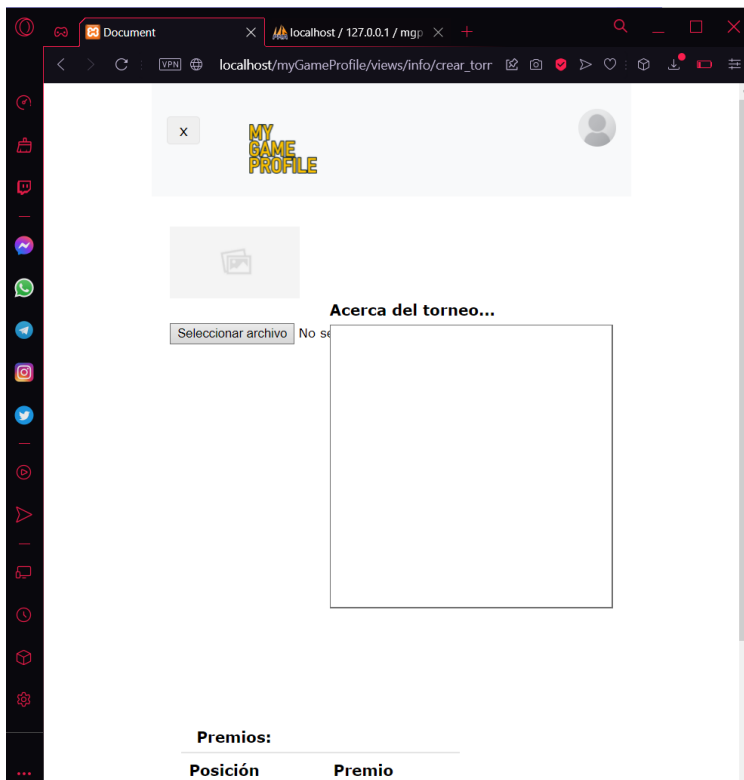 Document
localhost / 127.0.0.1 / mgp
VPN
localhost/myGameProfile/views/info/crear_torr
X
MY
GAME
PROFILE
Acerca del torneo...
Seleccionar archivo No se
Premios:
Posición Premio